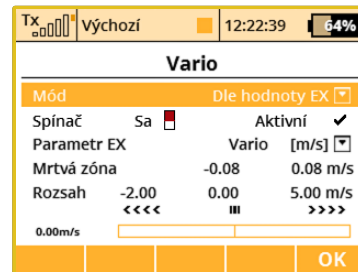 Tx Výchozí 12:22:39 64%
Vario
Mód Dle hodnoty EX
Spínač Sa Aktivní ✔
Parametr EX Vario [m/s]
Mrtvá zóna -0.08 0.08 m/s
Rozsah -2.00 0.00 5.00 m/s
<<<< >>>>
0.00m/s
OK